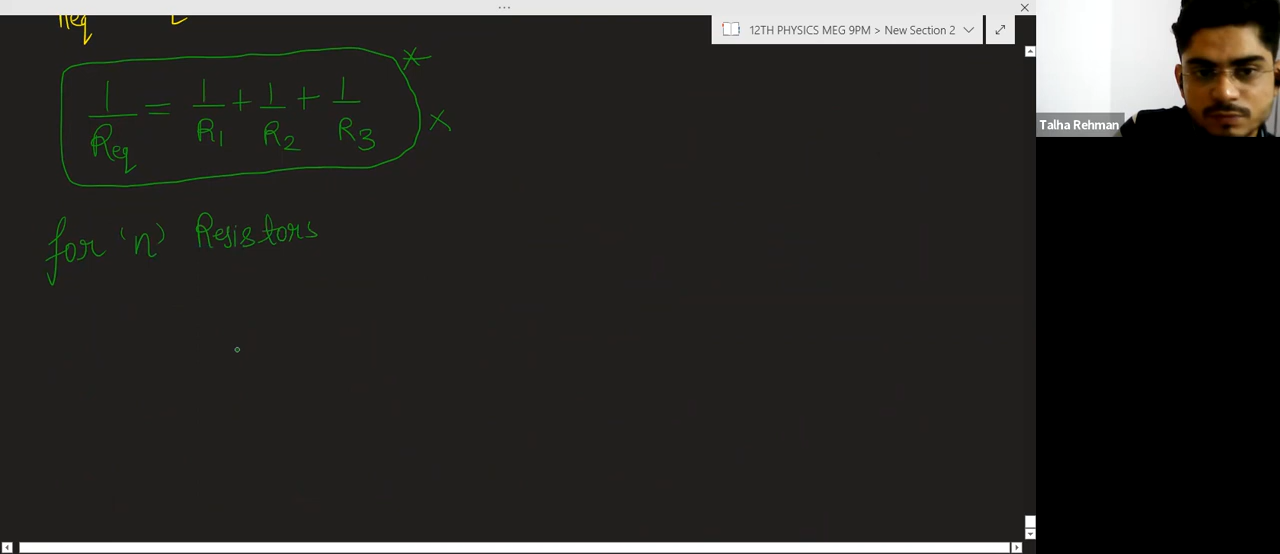 Req
12TH PHYSICS MEG 9PM > New Section 2
1/Req = 1/R1 + 1/R2 + 1/R3
for 'n' Resistors
Talha Rehman